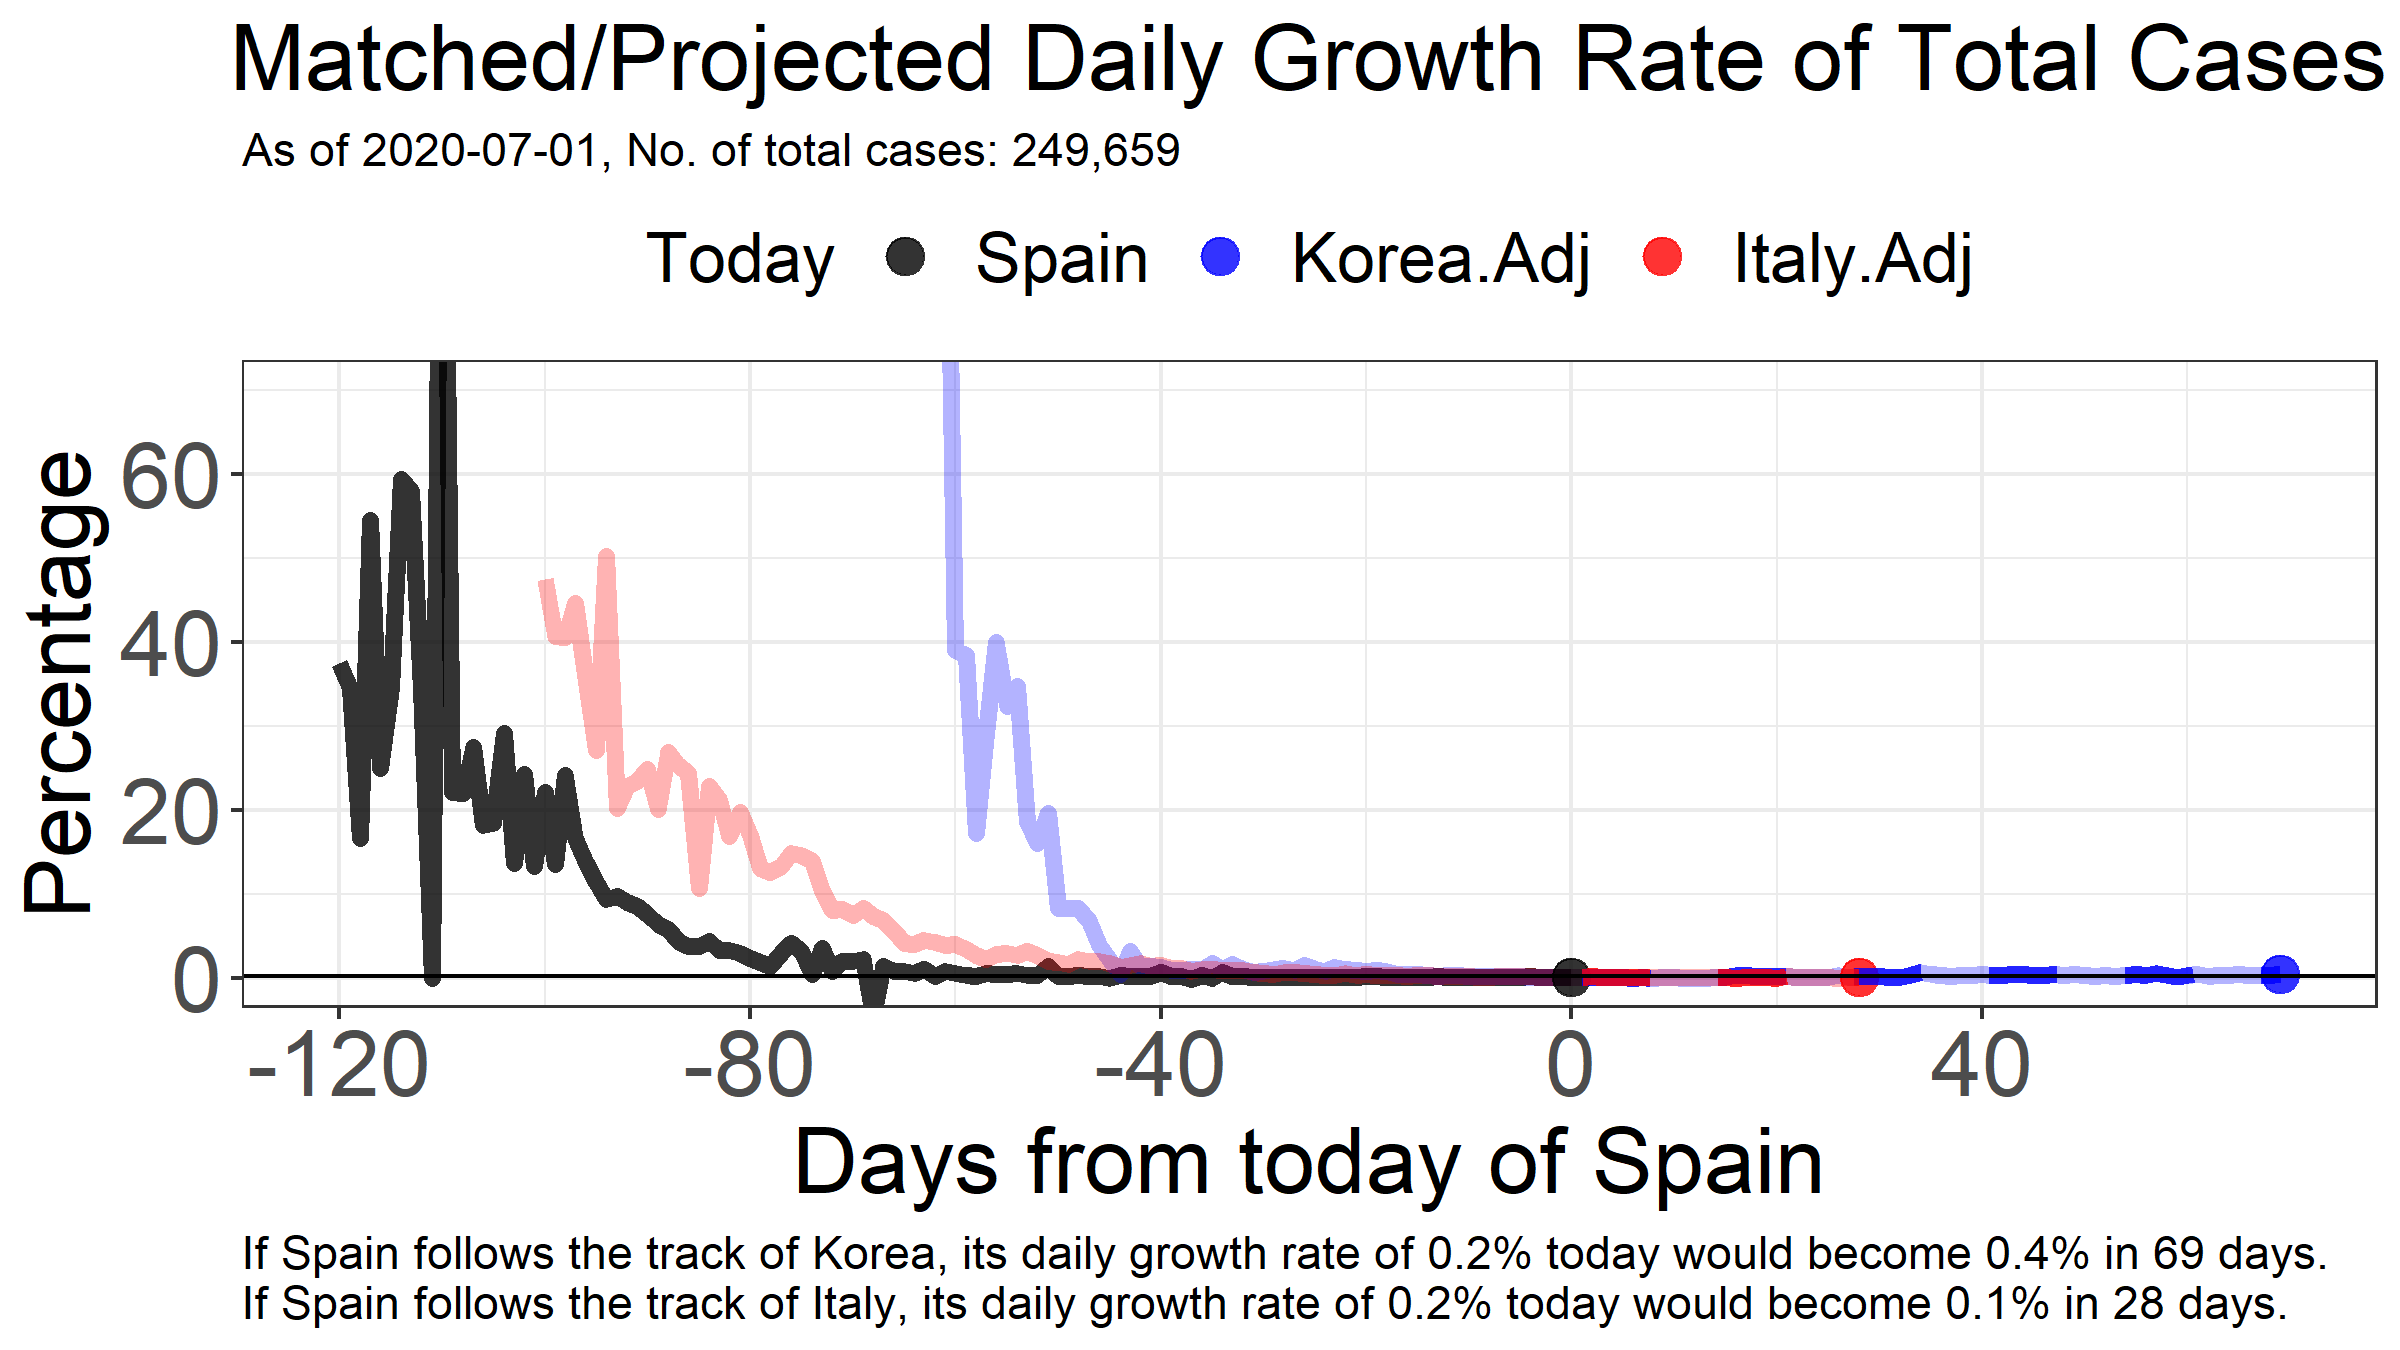 Matched/Projected Daily Growth Rate of Total Cases
As of 2020-07-01, No. of total cases: 249,659
Today Spain Korea.Adj Italy.Adj
Percentage
60
40
20
0
-120 -80 -40 0 40
Days from today of Spain
If Spain follows the track of Korea, its daily growth rate of 0.2% today would become 0.4% in 69 days.
If Spain follows the track of Italy, its daily growth rate of 0.2% today would become 0.1% in 28 days.